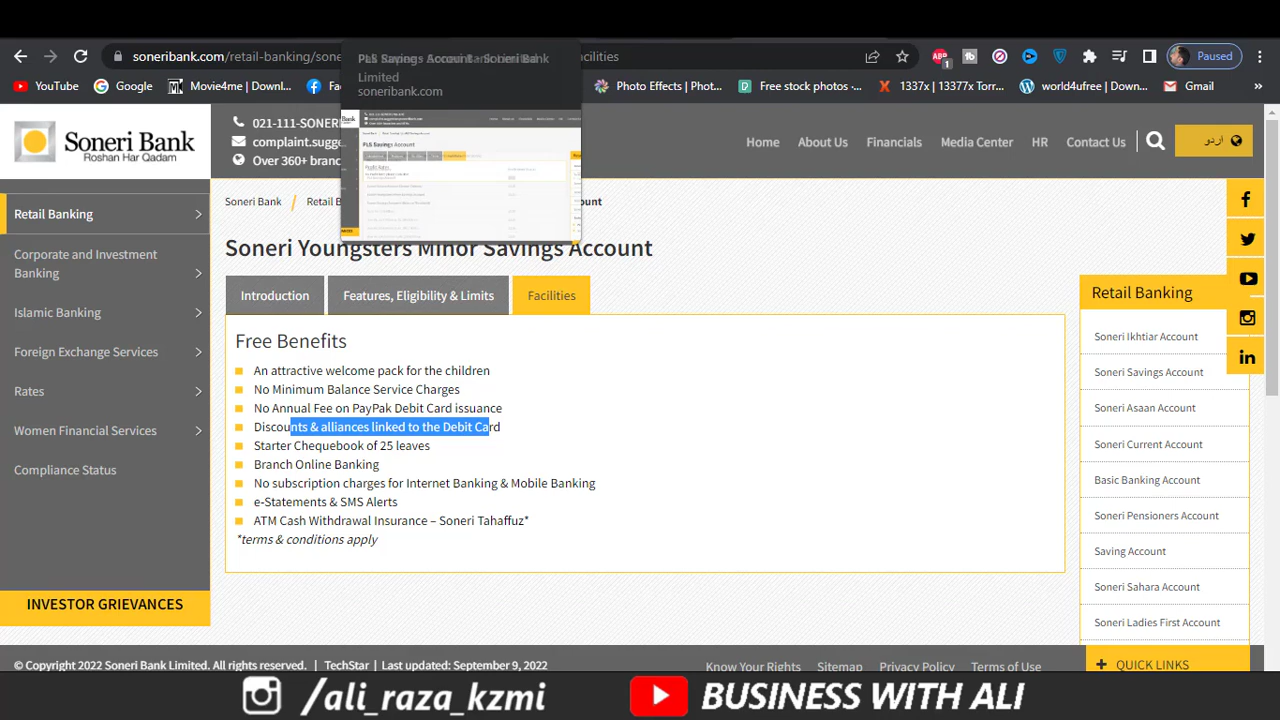 soneribank.com/retail-banking/sone
acilities
1
Paused
YouTube
Google
Movie4me | Downl...
Fa
Photo Effects | Phot...
Free stock photos ·...
1337x | 13377x Torr...
world4ufree | Down...
Gmail
Limited
soneribank.com
PLS Savings Account
Profit Rates
Soneri Bank
Roshan Har Qadam
021-111-SONER
complaint.sugge
Over 360+ branc
Home
About Us
Financials
Media Center
HR
Contact Us
اردو
Soneri Bank
/
Retail B
count
Retail Banking
Corporate and Investment
Banking
Islamic Banking
Foreign Exchange Services
Rates
Women Financial Services
Compliance Status
INVESTOR GRIEVANCES
Soneri Youngsters Minor Savings Account
Introduction
Features, Eligibility & Limits
Facilities
Free Benefits
An attractive welcome pack for the children
No Minimum Balance Service Charges
No Annual Fee on PayPak Debit Card issuance
Discounts & alliances linked to the Debit Card
Starter Chequebook of 25 leaves
Branch Online Banking
No subscription charges for Internet Banking & Mobile Banking
e-Statements & SMS Alerts
ATM Cash Withdrawal Insurance – Soneri Tahaffuz*
*terms & conditions apply
Retail Banking
Soneri Ikhtiar Account
Soneri Savings Account
Soneri Asaan Account
Soneri Current Account
Basic Banking Account
Soneri Pensioners Account
Saving Account
Soneri Sahara Account
Soneri Ladies First Account
QUICK LINKS
© Copyright 2022 Soneri Bank Limited. All rights reserved. | TechStar | Last updated: September 9, 2022
Know Your Rights
Sitemap
Privacy Policy
Terms of Use
/ali_raza_kzmi
BUSINESS WITH ALI